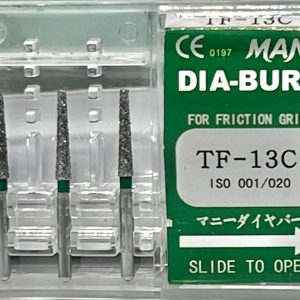 TF-13C
CE 0197 MAN
DIA-BUR
FOR FRICTION GRI
TF-13C
ISO 001/020
マニーダイヤバー
SLIDE TO OPE